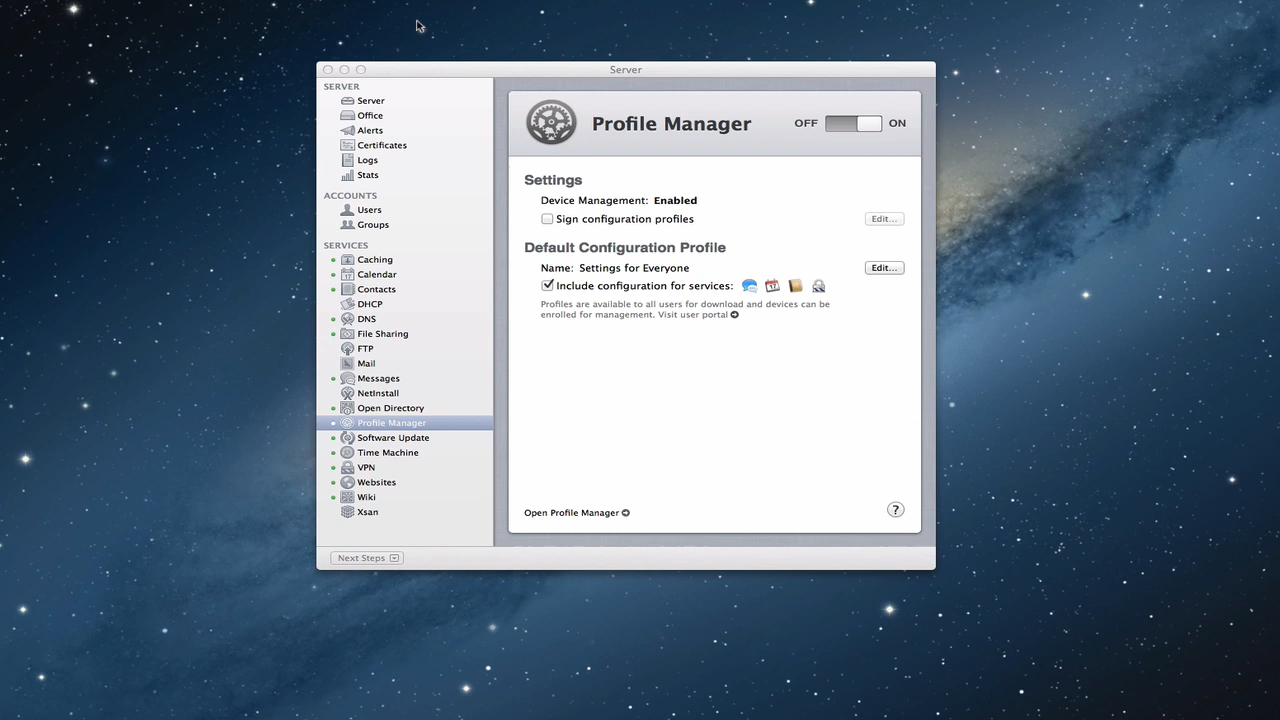 Server
SERVER
Server
Office
Alerts
Certificates
Logs
Stats
ACCOUNTS
Users
Groups
SERVICES
Caching
Calendar
Contacts
DHCP
DNS
File Sharing
FTP
Mail
Messages
NetInstall
Open Directory
Profile Manager
Software Update
Time Machine
VPN
Websites
Wiki
Xsan
Next Steps
Profile Manager
OFF ON
Settings
Device Management: Enabled
Sign configuration profiles Edit...
Default Configuration Profile
Name: Settings for Everyone Edit...
Include configuration for services:
Profiles are available to all users for download and devices can be
enrolled for management. Visit user portal
Open Profile Manager ?